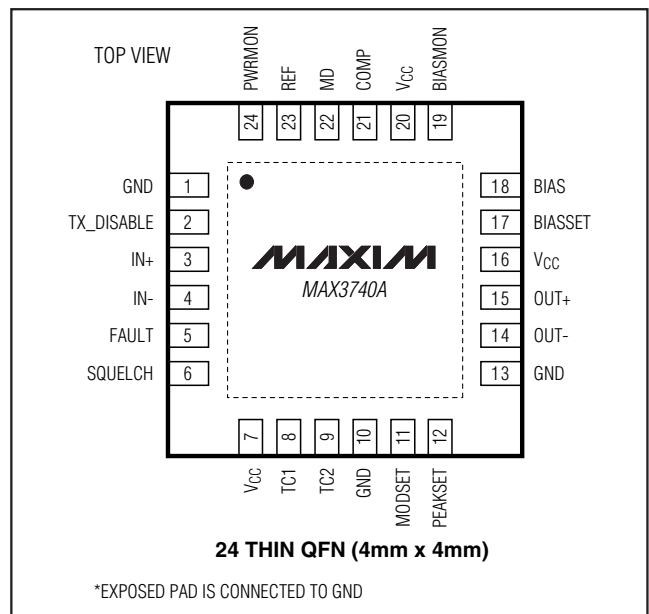 TOP VIEW
PWRMON REF MD COMP VCC BIASMON
24 23 22 21 20 19
GND 1
TX_DISABLE 2
IN+ 3
IN- 4
FAULT 5
SQUELCH 6
MAXIM
MAX3740A
18 BIAS
17 BIASSET
16 VCC
15 OUT+
14 OUT-
13 GND
7 8 9 10 11 12
VCC TC1 TC2 GND MODSET PEAKSET
24 THIN QFN (4mm x 4mm)
*EXPOSED PAD IS CONNECTED TO GND